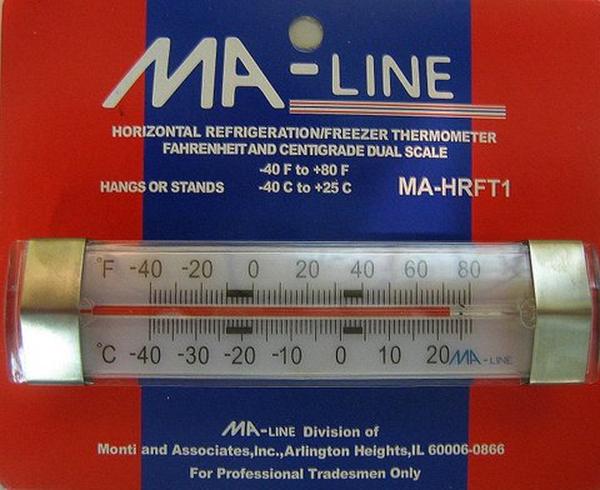 MA-LINE
HORIZONTAL REFRIGERATION/FREEZER THERMOMETER
FAHRENHEIT AND CENTIGRADE DUAL SCALE
-40 F to +80 F
HANGS OR STANDS -40 C to +25 C MA-HRFT1
°F -40 -20 0 20 40 60 80
°C -40 -30 -20 -10 0 10 20 MA-LINE
MA-LINE Division of
Monti and Associates,Inc.,Arlington Heights,IL 60006-0866
For Professional Tradesmen Only